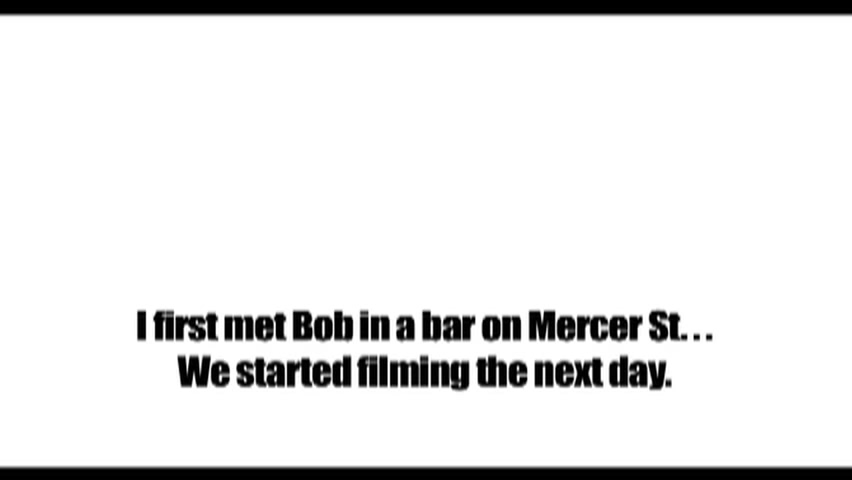 I first met Bob in a bar on Mercer St...
We started filming the next day.